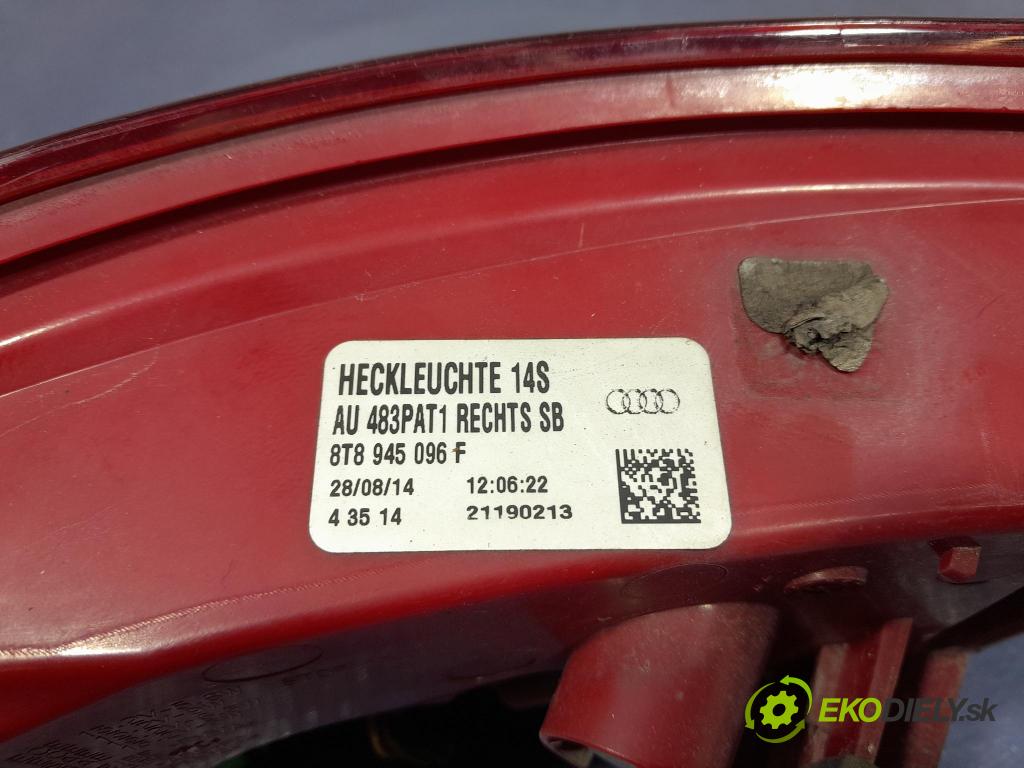 HECKLEUCHTE 14S
AU 483PAT1 RECHTS SB
8T8 945 096 F
28/08/14 12:06:22
4 35 14 21190213
EKODIELY.sk